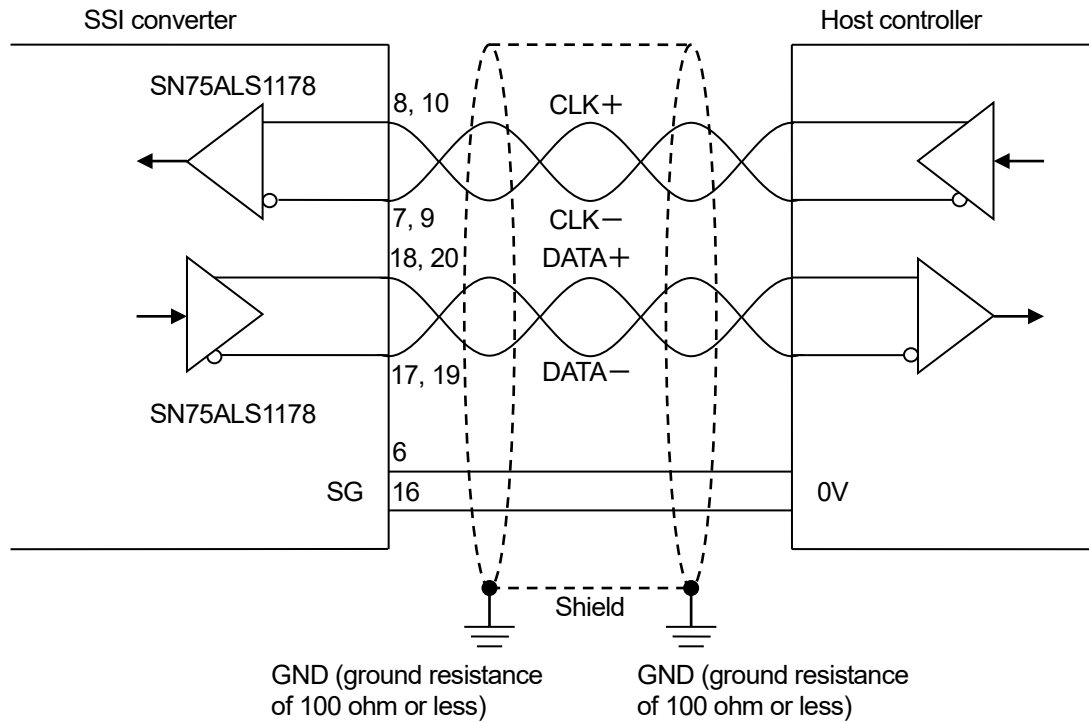 SSI converter
Host controller
SN75ALS1178
8, 10
CLK+
7, 9
CLK−
18, 20
DATA+
17, 19
DATA−
SN75ALS1178
6
SG
16
0V
Shield
GND (ground resistance
of 100 ohm or less)
GND (ground resistance
of 100 ohm or less)